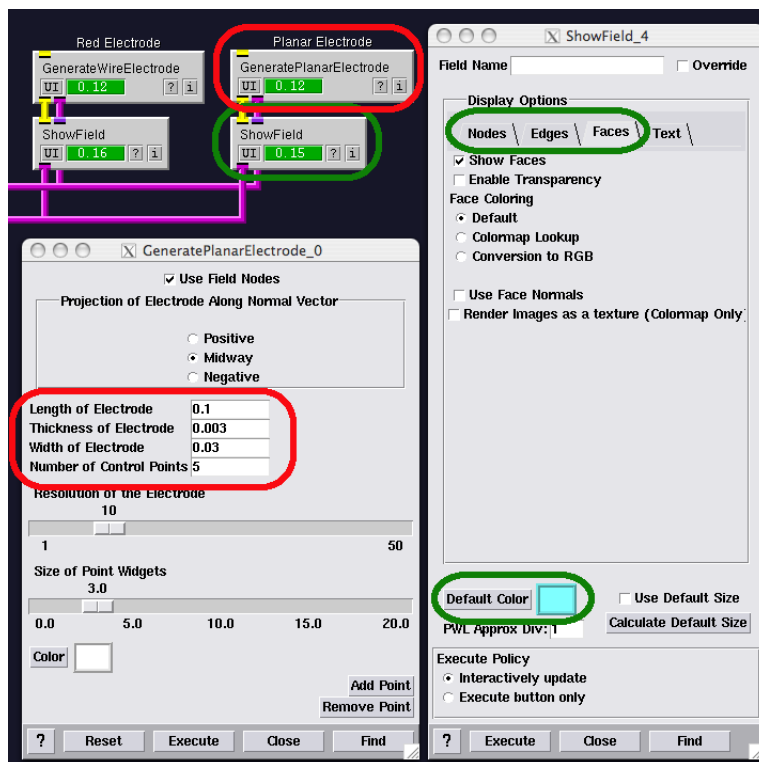 Red Electrode
GenerateWireElectrode
UI 0.12 ? i
ShowField
UI 0.16 ? i
Planar Electrode
GeneratePlanarElectrode
UI 0.12 ? i
ShowField
UI 0.15 ? i
X GeneratePlanarElectrode_0
Use Field Nodes
Projection of Electrode Along Normal Vector
Positive
Midway
Negative
Length of Electrode 0.1
Thickness of Electrode 0.003
Width of Electrode 0.03
Number of Control Points 5
Resolution of the Electrode
10
1 50
Size of Point Widgets
3.0
0.0 5.0 10.0 15.0 20.0
Color
Add Point
Remove Point
? Reset Execute Close Find
X ShowField_4
Field Name Override
Display Options
Nodes \ Edges \ Faces \ Text \
Show Faces
Enable Transparency
Face Coloring
Default
Colormap Lookup
Conversion to RGB
Use Face Normals
Render Images as a texture (Colormap Only)
Default Color Use Default Size
PWL Approx Div: 1 Calculate Default Size
Execute Policy
Interactively update
Execute button only
? Execute Close Find